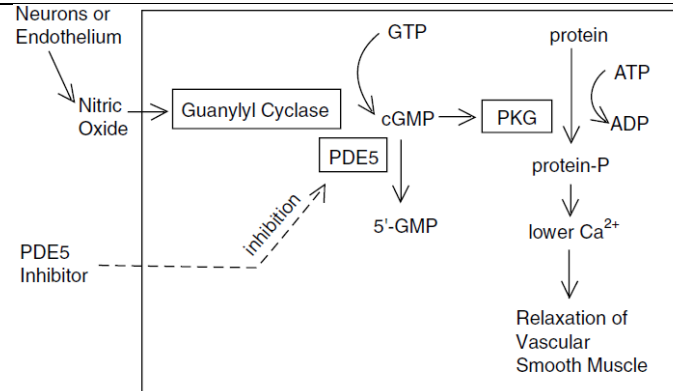 Neurons or
Endothelium
Nitric
Oxide
Guanylyl Cyclase
GTP
cGMP
PDE5
5'-GMP
PKG
protein
ATP
ADP
protein-P
lower Ca²⁺
Relaxation of
Vascular
Smooth Muscle
PDE5
Inhibitor
inhibition